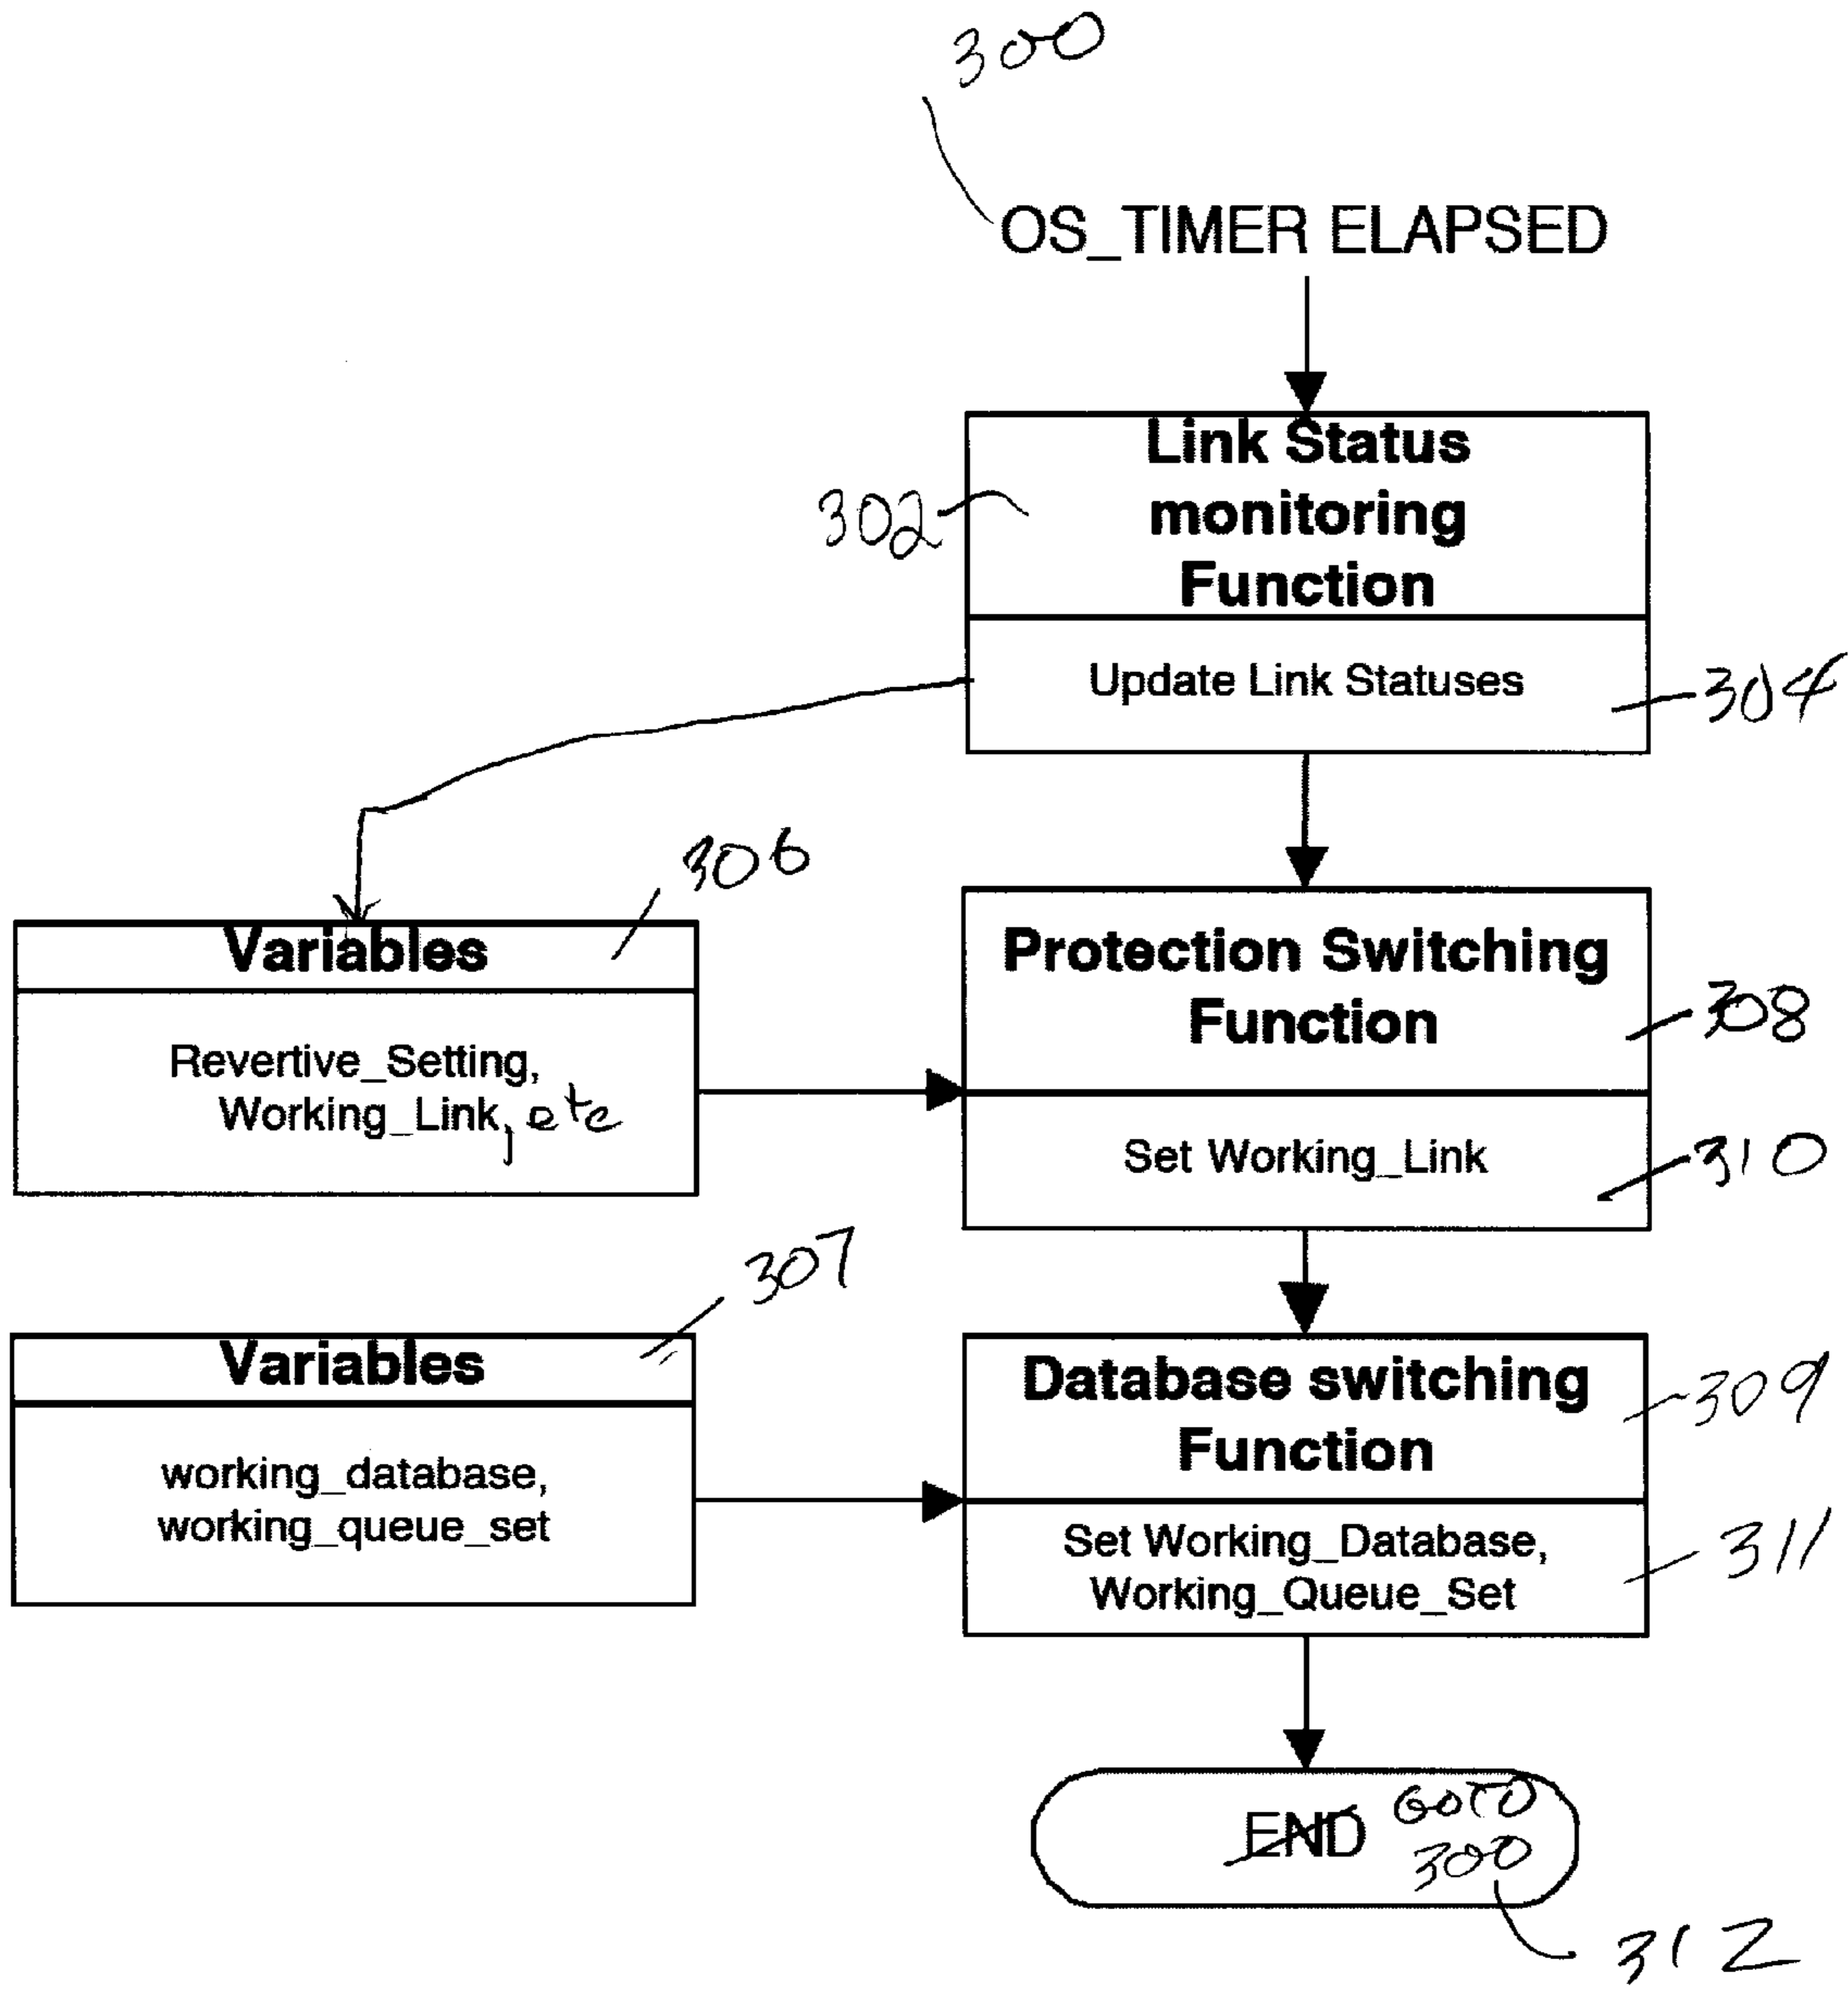 300
OS_TIMER ELAPSED
Link Status
monitoring
Function
302
Update Link Statuses
304
306
Variables
Revertive_Setting,
Working_Link, etc
Protection Switching
Function
308
Set Working_Link
310
307
Variables
working_database,
working_queue_set
Database switching
Function
309
Set Working_Database,
Working_Queue_Set
311
END GOTO
300
312